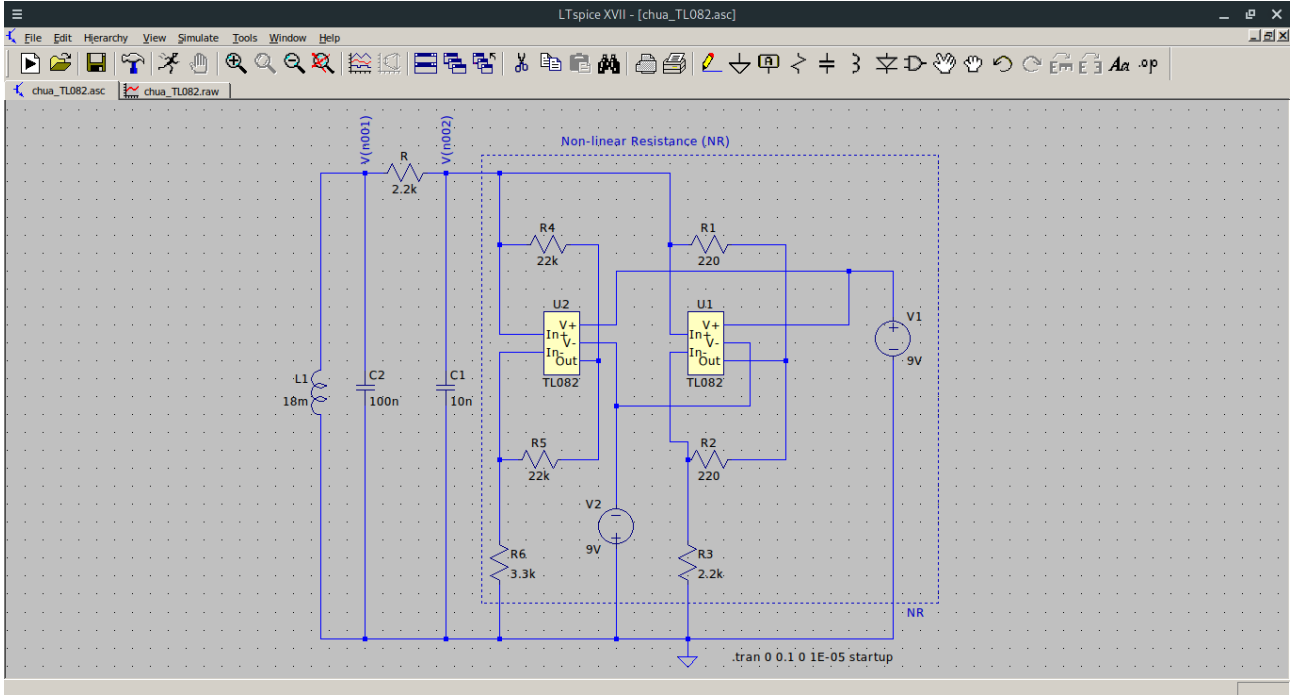 LTspice XVII - [chua_TL082.asc]
File Edit Hierarchy View Simulate Tools Window Help
Aa .op
chua_TL082.asc chua_TL082.raw
V(n001)
V(n002)
Non-linear Resistance (NR)
R
2.2k
R4
22k
R1
220
U2
V+
In+
V-
In-
Out
TL082
U1
V+
In+
V-
In-
Out
TL082
V1
9V
L1
18m
C2
100n
C1
10n
R5
22k
R2
220
V2
9V
R6
3.3k
R3
2.2k
NR
.tran 0 0.1 0 1E-05 startup